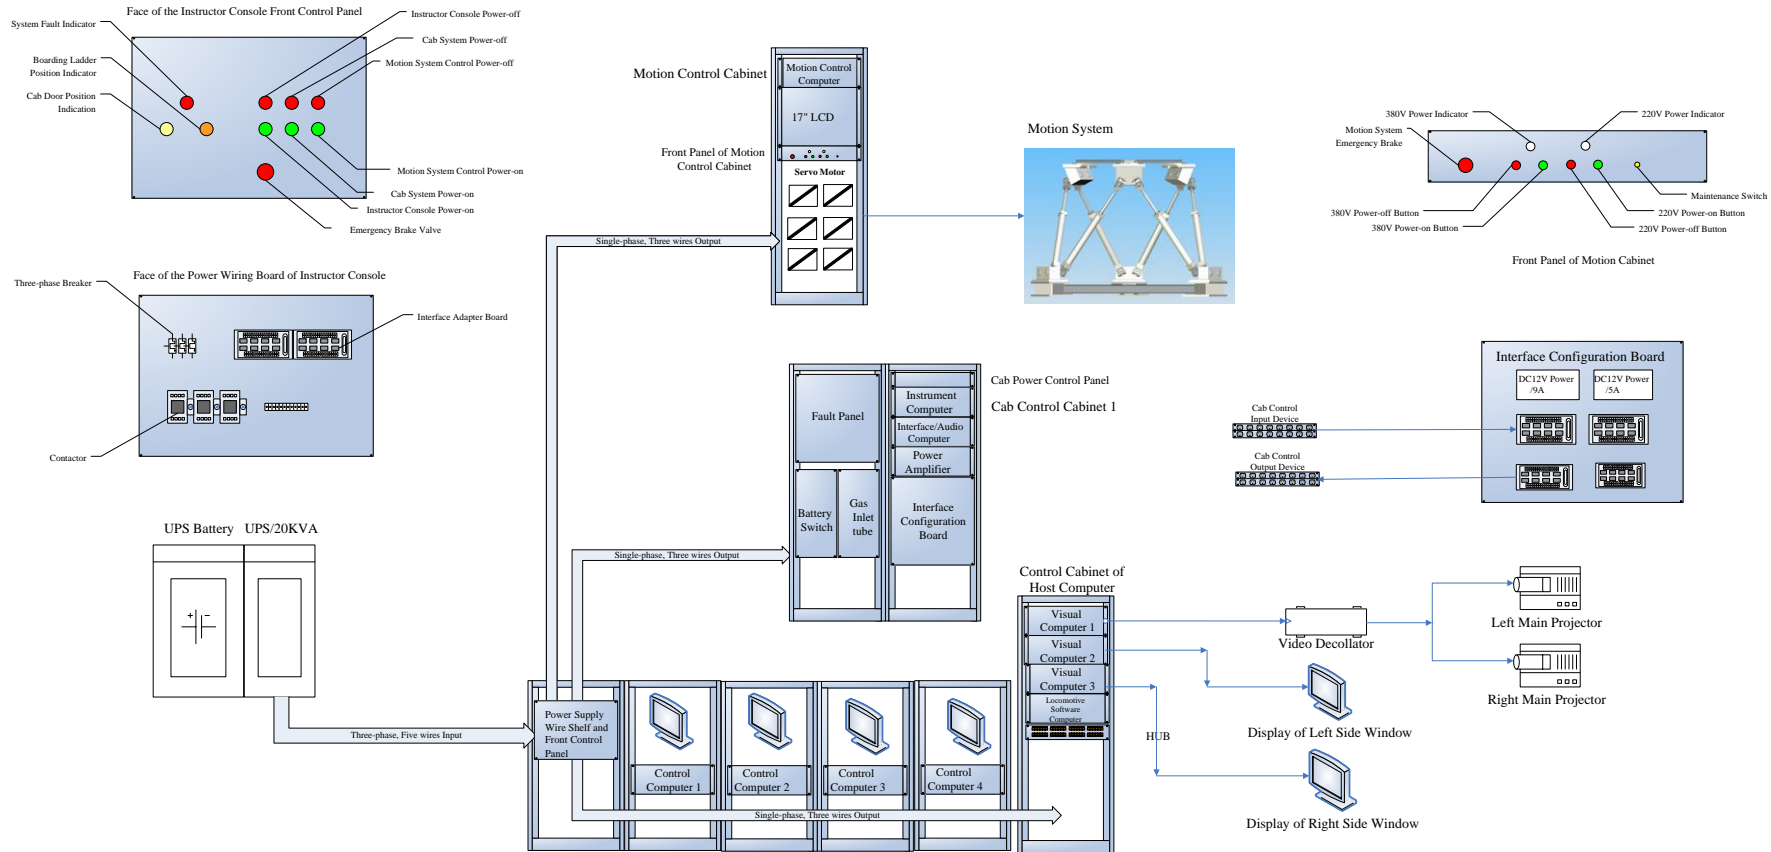 Face of the Instructor Console Front Control Panel
System Fault Indicator
Boarding Ladder
Position Indicator
Cab Door Position
Indication
Instructor Console Power-off
Cab System Power-off
Motion System Control Power-off
Motion System Control Power-on
Cab System Power-on
Instructor Console Power-on
Emergency Brake Valve
Face of the Power Wiring Board of Instructor Console
Three-phase Breaker
Interface Adapter Board
Contactor
UPS Battery
UPS/20KVA
Three-phase, Five wires Input
Single-phase, Three wires Output
Single-phase, Three wires Output
Single-phase, Three wires Output
Motion Control Cabinet
Motion Control
Computer
17" LCD
Front Panel of Motion
Control Cabinet
Servo Motor
Motion System
380V Power Indicator
220V Power Indicator
Motion System
Emergency Brake
Maintenance Switch
380V Power-off Button
380V Power-on Button
220V Power-on Button
220V Power-off Button
Front Panel of Motion Cabinet
Fault Panel
Battery
Switch
Gas
Inlet
tube
Cab Power Control Panel
Cab Control Cabinet 1
Instrument
Computer
Interface/Audio
Computer
Power
Amplifier
Interface
Configuration
Board
Interface Configuration Board
DC12V Power
/9A
DC12V Power
/5A
Cab Control
Input Device
Cab Control
Output Device
Control Cabinet of
Host Computer
Visual
Computer 1
Visual
Computer 2
Visual
Computer 3
Locomotive
Software
Computer
HUB
Video Decollator
Left Main Projector
Right Main Projector
Display of Left Side Window
Display of Right Side Window
Power Supply
Wire Shelf and
Front Control
Panel
Control
Computer 1
Control
Computer 2
Control
Computer 3
Control
Computer 4